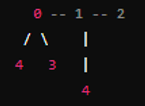 0 -- 1 -- 2
/ \ |
4 3 |
4